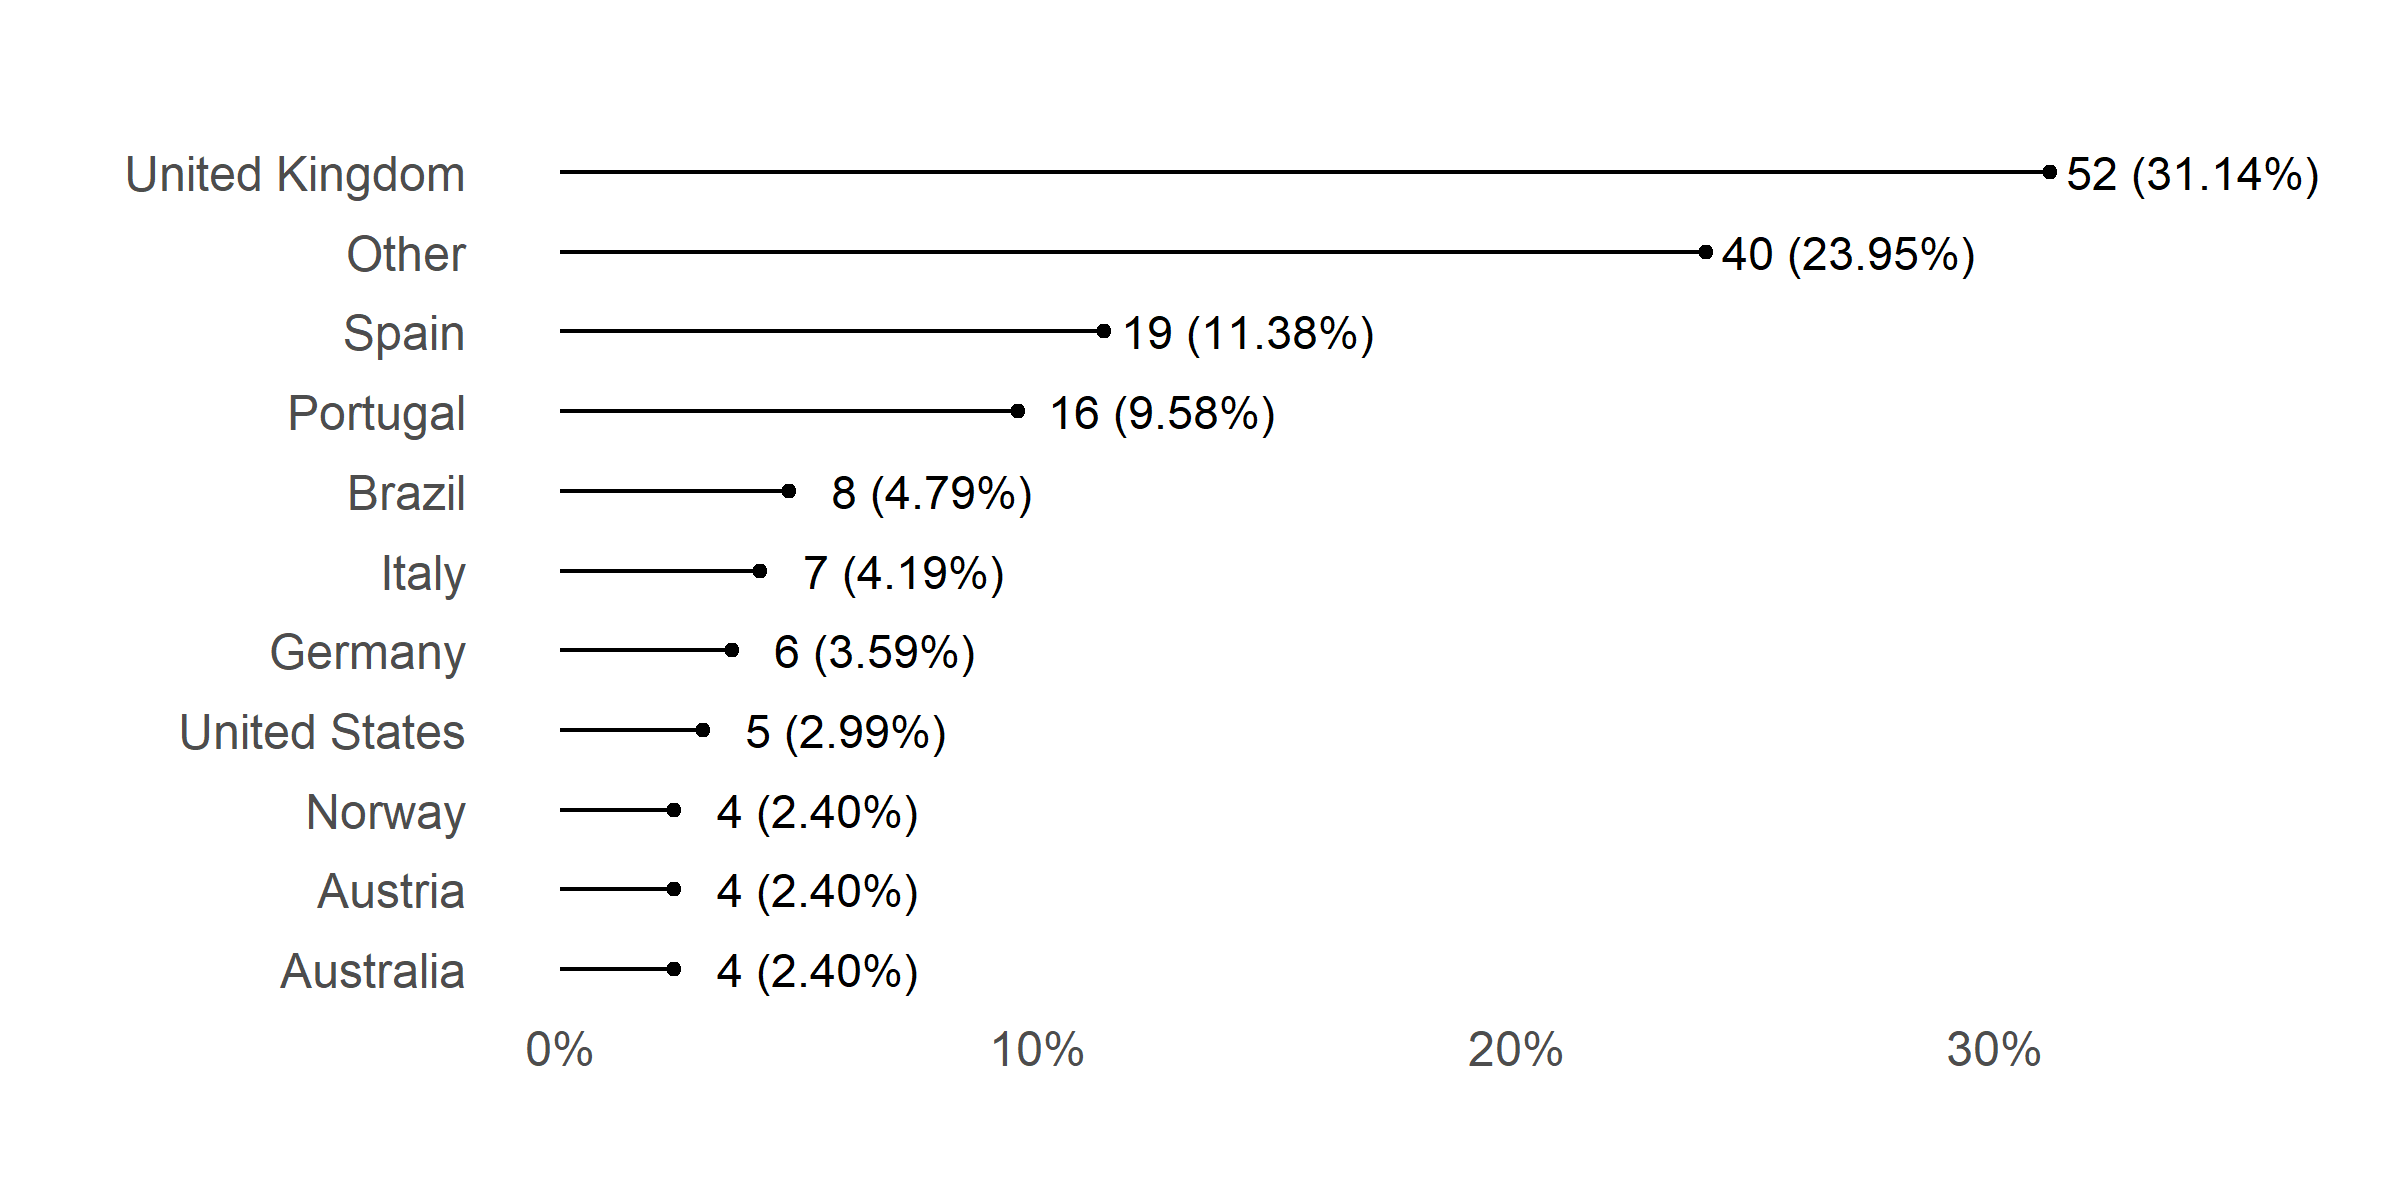 United Kingdom 52 (31.14%)
Other 40 (23.95%)
Spain 19 (11.38%)
Portugal 16 (9.58%)
Brazil 8 (4.79%)
Italy 7 (4.19%)
Germany 6 (3.59%)
United States 5 (2.99%)
Norway 4 (2.40%)
Austria 4 (2.40%)
Australia 4 (2.40%)
0% 10% 20% 30%